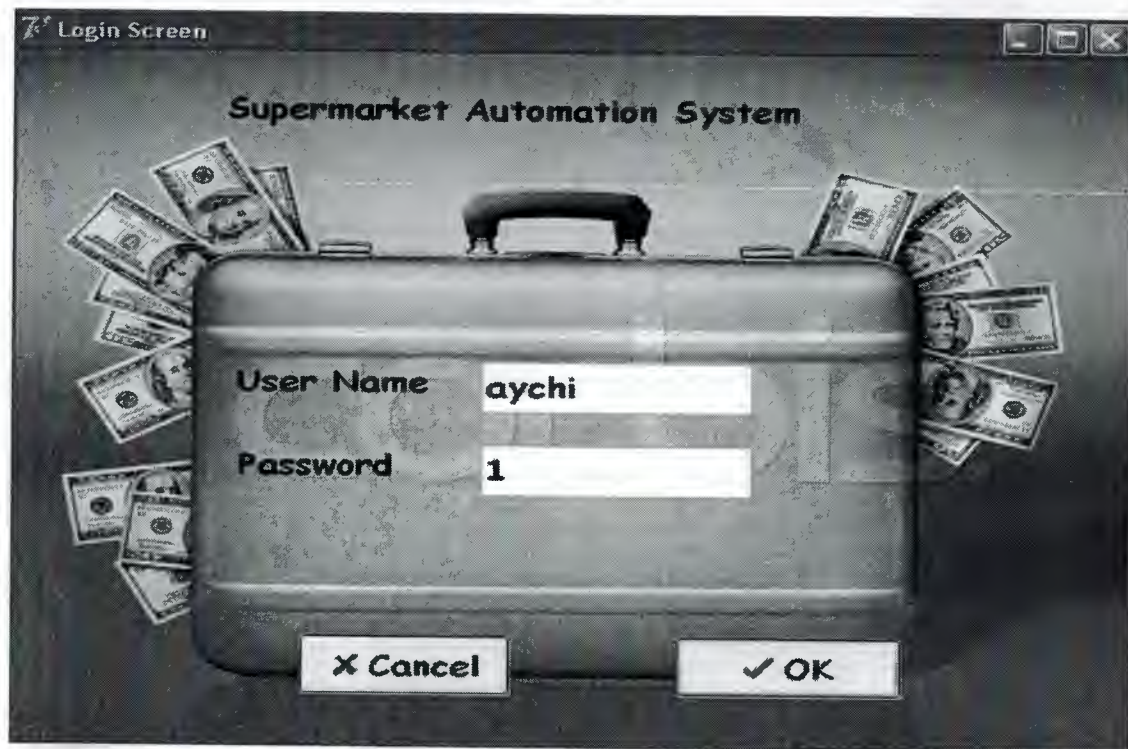 Login Screen
Supermarket Automation System
User Name aychi
Password 1
Cancel OK